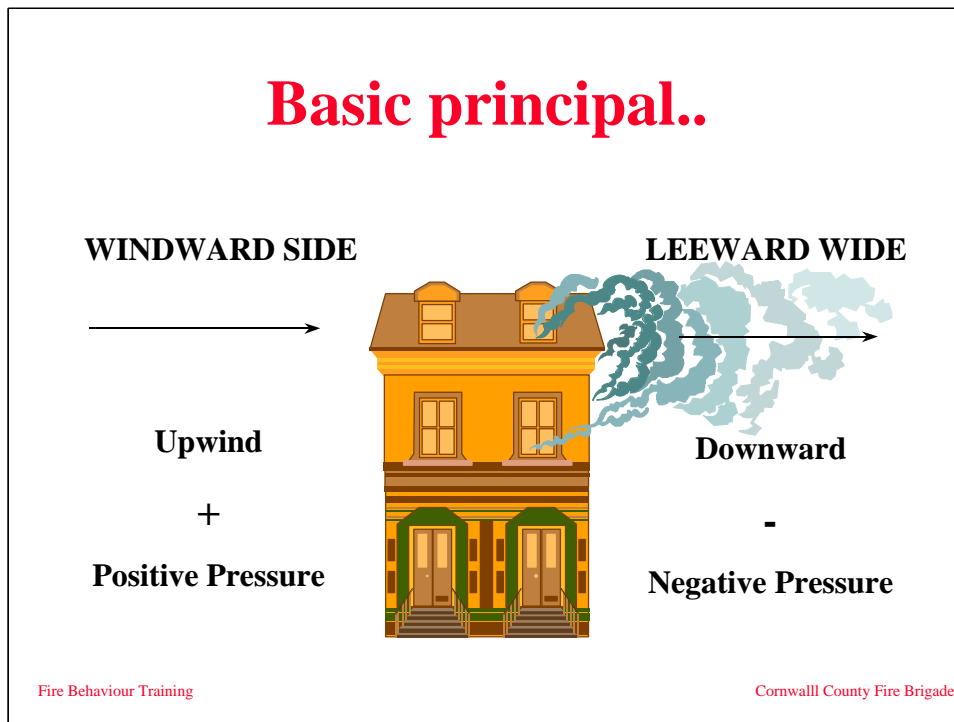 Basic principal..
WINDWARD SIDE
LEEWARD WIDE
Upwind
Downward
+
-
Positive Pressure
Negative Pressure
Fire Behaviour Training
Cornwalll County Fire Brigade